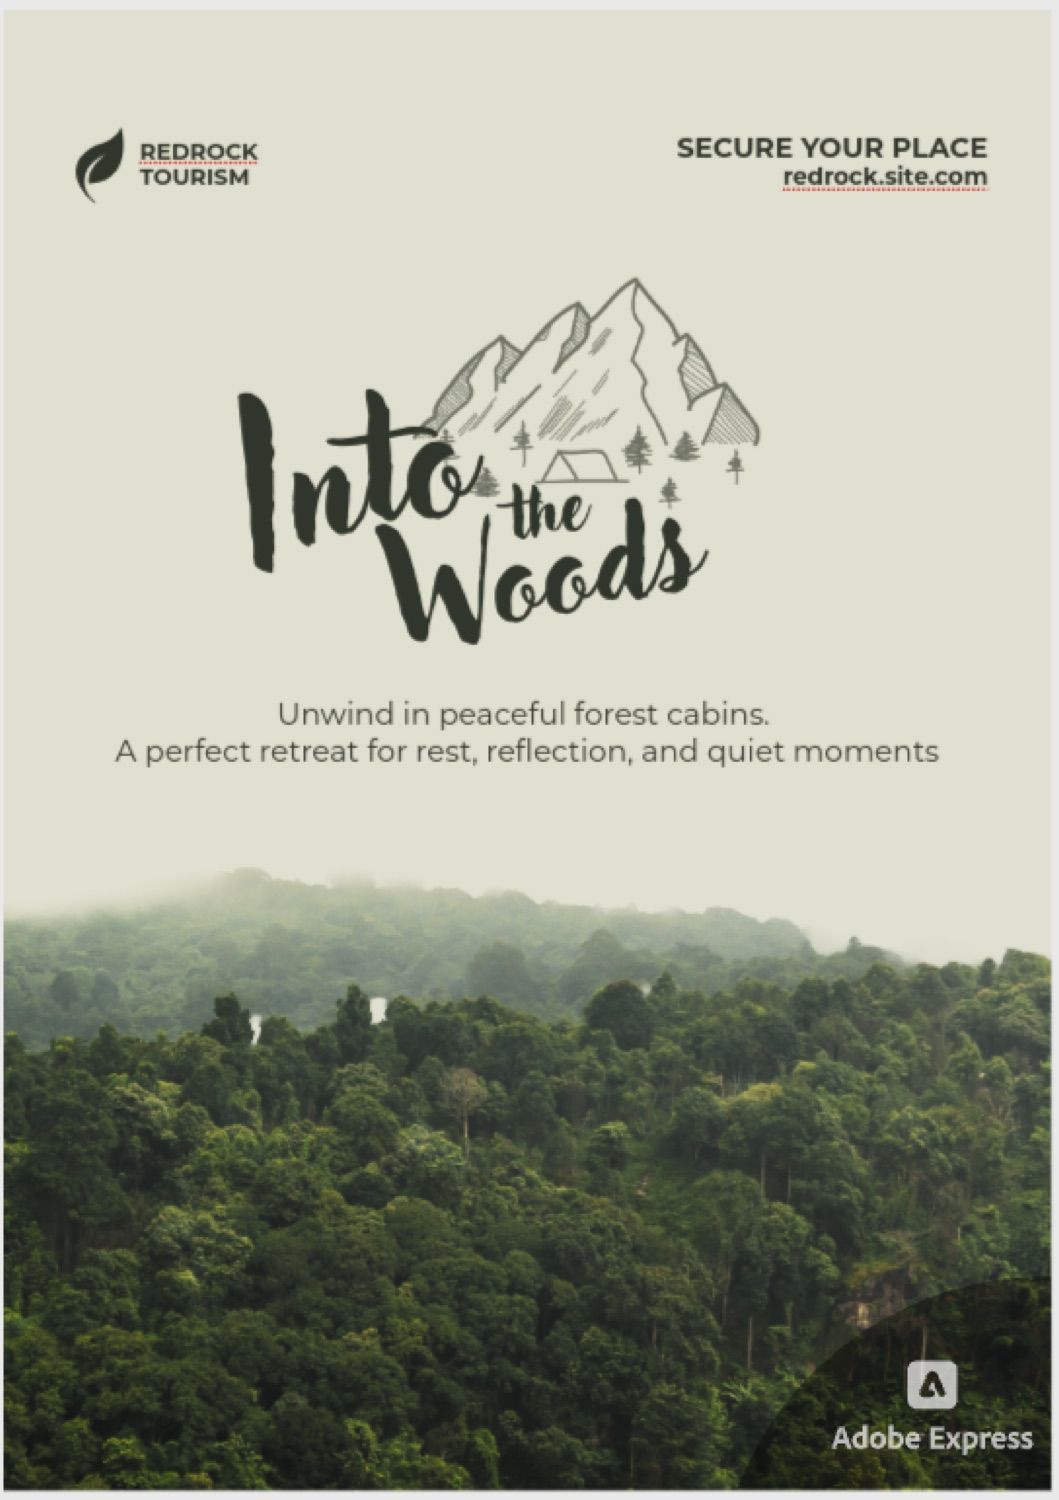 REDROCK
TOURISM
SECURE YOUR PLACE
redrock.site.com
Into
the
Woods
Unwind in peaceful forest cabins.
A perfect retreat for rest, reflection, and quiet moments
Adobe Express